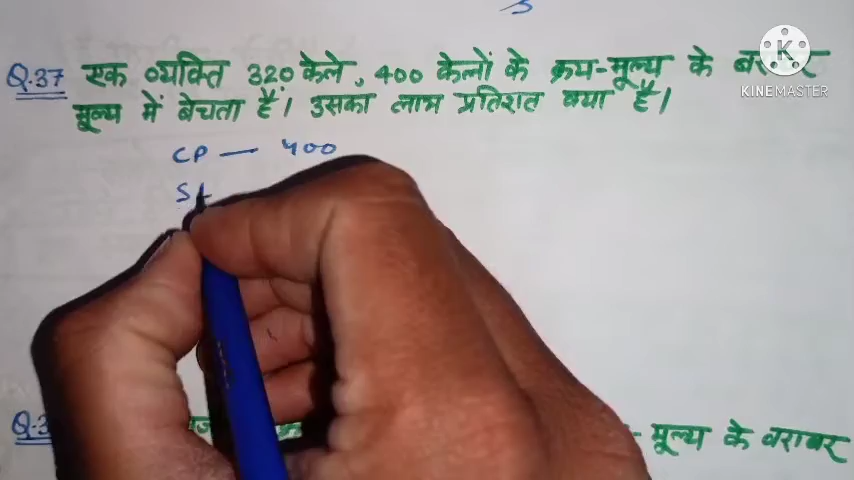 Q.37 एक व्यक्ति 320 केले, 400 केलों के क्रय-मूल्य के
मूल्य में बेचता है। उसका लाभ प्रतिशत क्या है।
KINEMASTER
CP — 400
मूल्य के बराबर